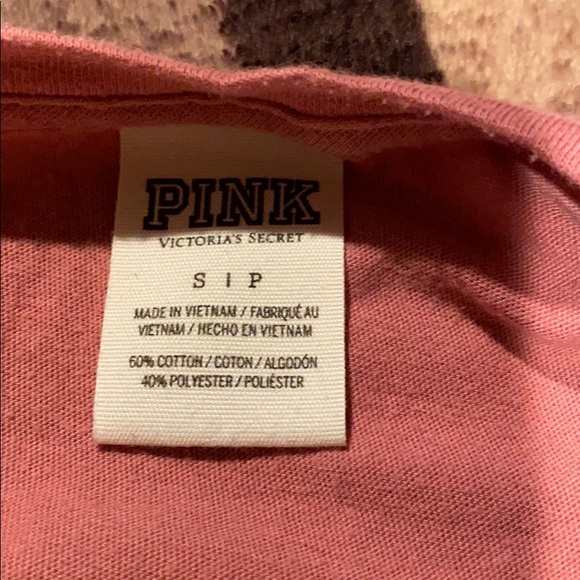 PINK
VICTORIA'S SECRET
S | P
MADE IN VIETNAM / FABRIQUÉ AU
VIETNAM / HECHO EN VIETNAM
60% COTTON / COTON / ALGODÓN
40% POLYESTER / POLIÉSTER